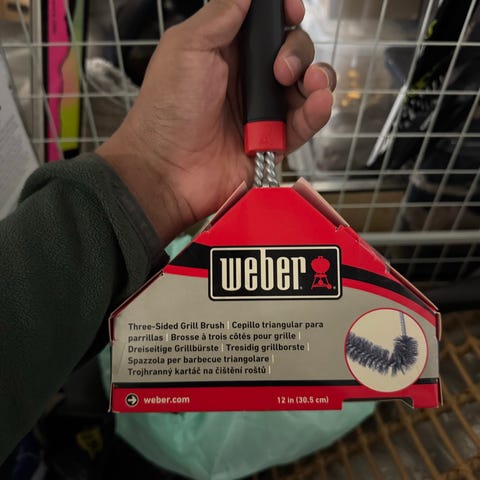 weber
Three-Sided Grill Brush | Cepillo triangular para
parrillas | Brosse à trois côtés pour grille |
Dreiseitige Grillbürste | Tresidig grillborste |
Spazzola per barbecue triangolare |
Trojhranný kartáč na čištění roštů |
weber.com
12 in (30.5 cm)